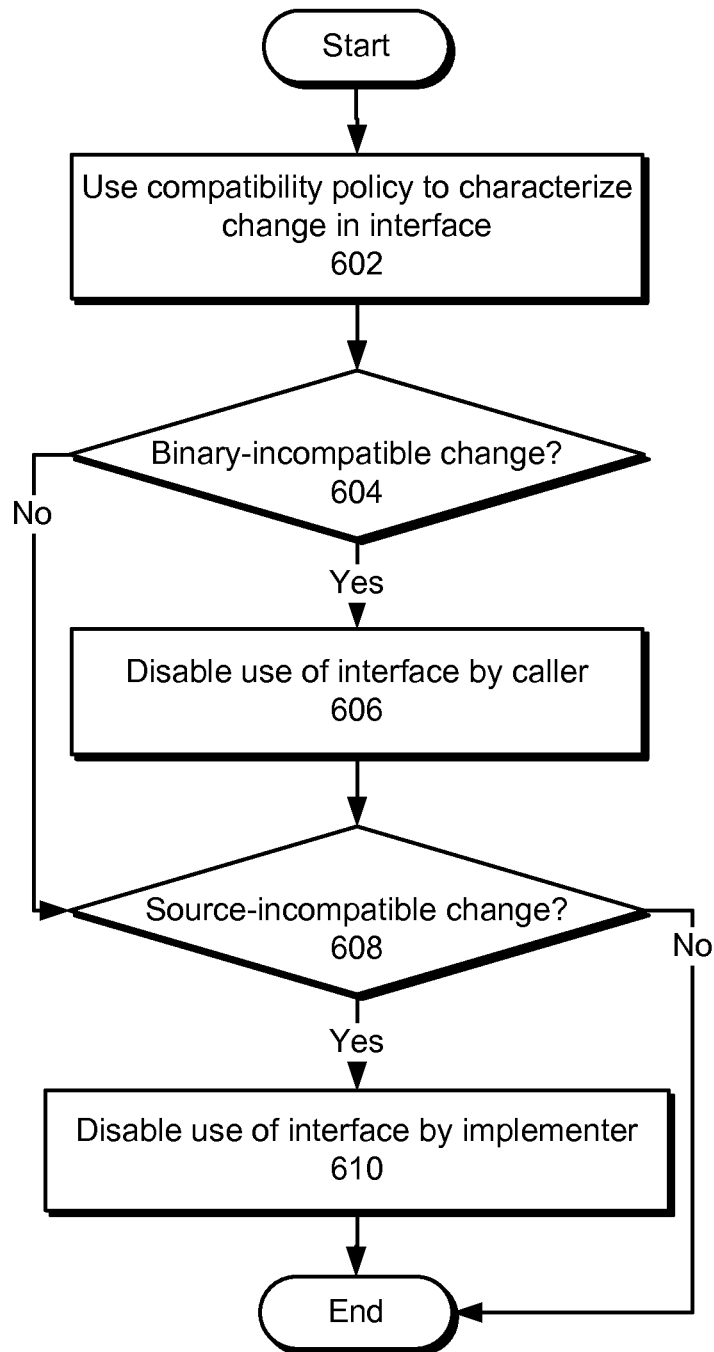 Start
Use compatibility policy to characterize
change in interface
602
Binary-incompatible change?
604
No
Yes
Disable use of interface by caller
606
Source-incompatible change?
608
No
Yes
Disable use of interface by implementer
610
End